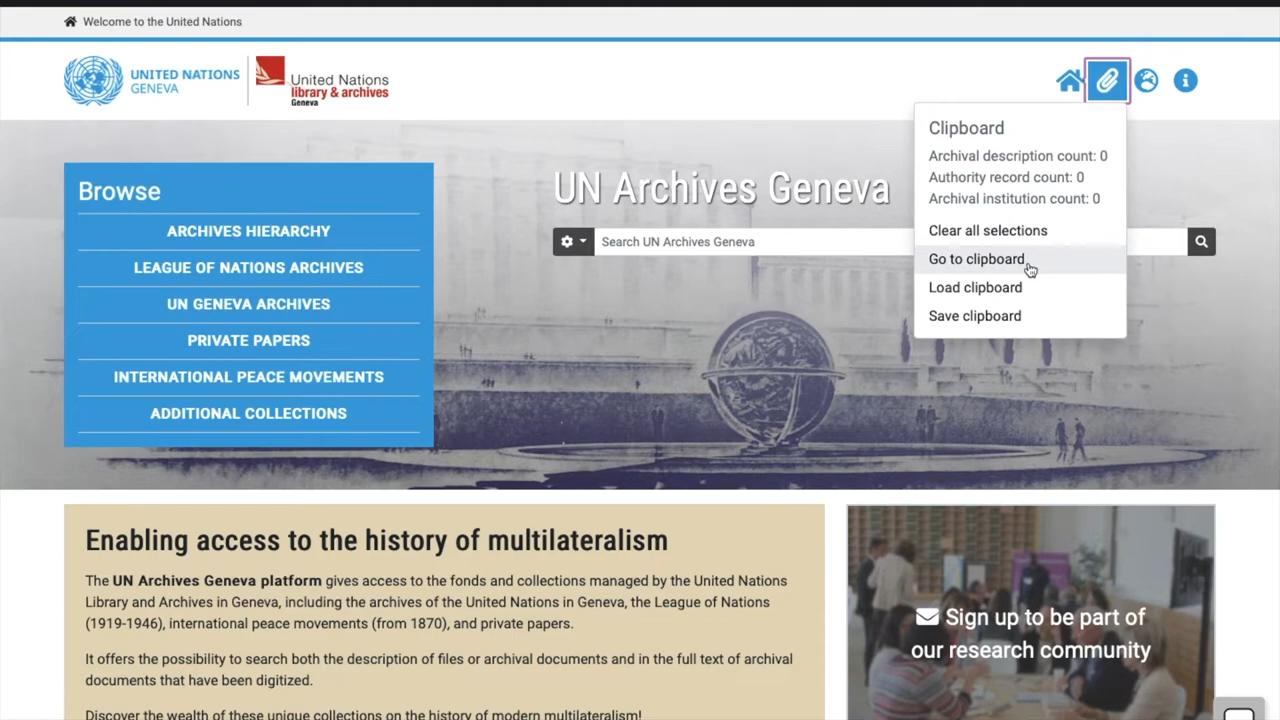 Welcome to the United Nations
UNITED NATIONS
GENEVA
United Nations
library & archives
Geneva
Clipboard
Archival description count: 0
Authority record count: 0
Archival institution count: 0
Clear all selections
Go to clipboard
Load clipboard
Save clipboard
Browse
ARCHIVES HIERARCHY
LEAGUE OF NATIONS ARCHIVES
UN GENEVA ARCHIVES
PRIVATE PAPERS
INTERNATIONAL PEACE MOVEMENTS
ADDITIONAL COLLECTIONS
UN Archives Geneva
Search UN Archives Geneva
Enabling access to the history of multilateralism
The UN Archives Geneva platform gives access to the fonds and collections managed by the United Nations
Library and Archives in Geneva, including the archives of the United Nations in Geneva, the League of Nations
(1919-1946), international peace movements (from 1870), and private papers.
It offers the possibility to search both the description of files or archival documents and in the full text of archival
documents that have been digitized.
Discover the wealth of these unique collections on the history of modern multilateralism!
Sign up to be part of
our research community